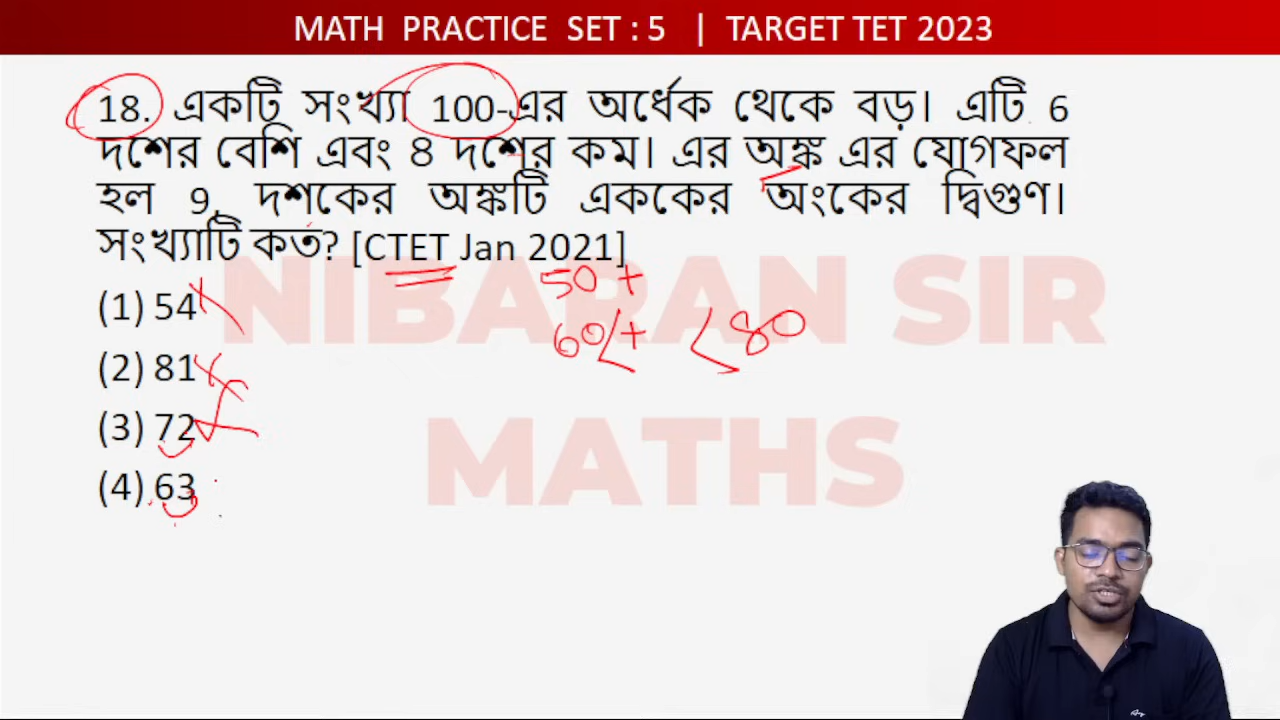 MATH PRACTICE SET : 5 | TARGET TET 2023
18. একটি সংখ্যা 100-এর অর্ধেক থেকে বড়। এটি 6
দশের বেশি এবং 8 দশের কম। এর অঙ্ক এর যোগফল
হল 9, দশকের অঙ্কটি এককের অংকের দ্বিগুণ।
সংখ্যাটি কত? [CTET Jan 2021]
50 +
(1) 54
60 + < 80
(2) 81
(3) 72
(4) 63
NIBARAN SIR
MATHS